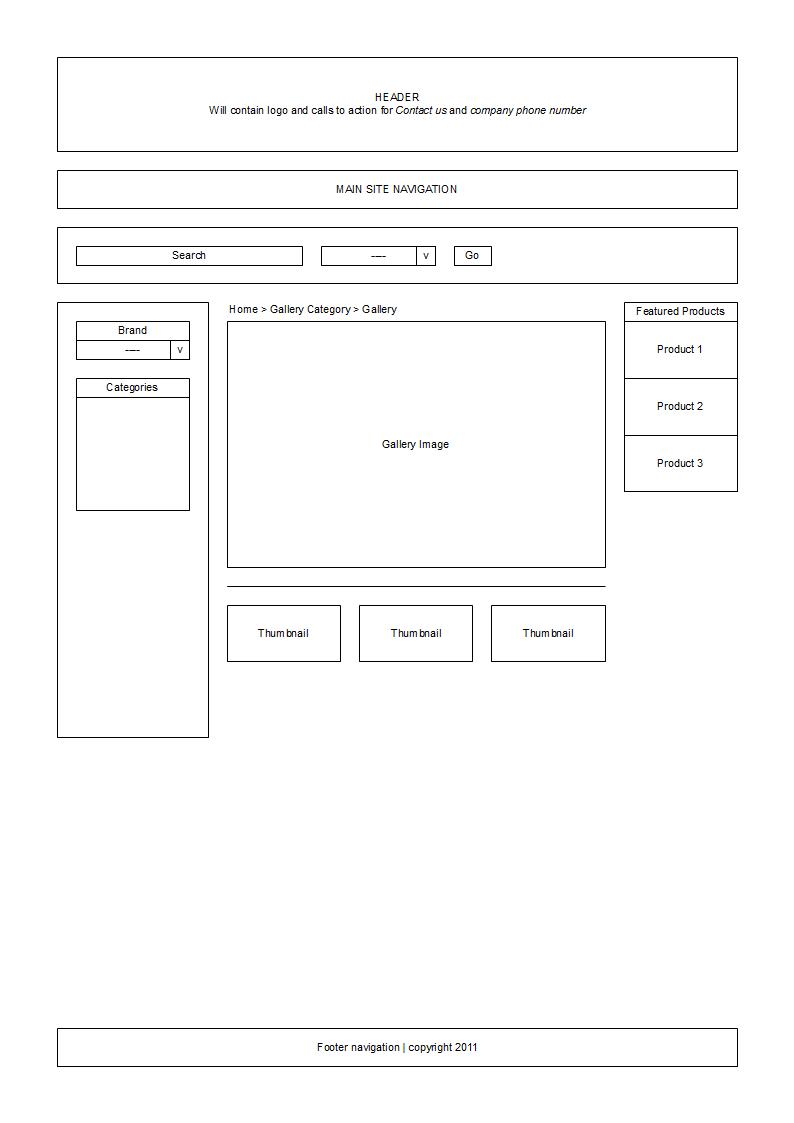 HEADER
Will contain logo and calls to action for Contact us and company phone number
MAIN SITE NAVIGATION
Search
---- v
Go
Brand
---- v
Categories
Home > Gallery Category > Gallery
Gallery Image
Thumbnail Thumbnail Thumbnail
Featured Products
Product 1
Product 2
Product 3
Footer navigation | copyright 2011